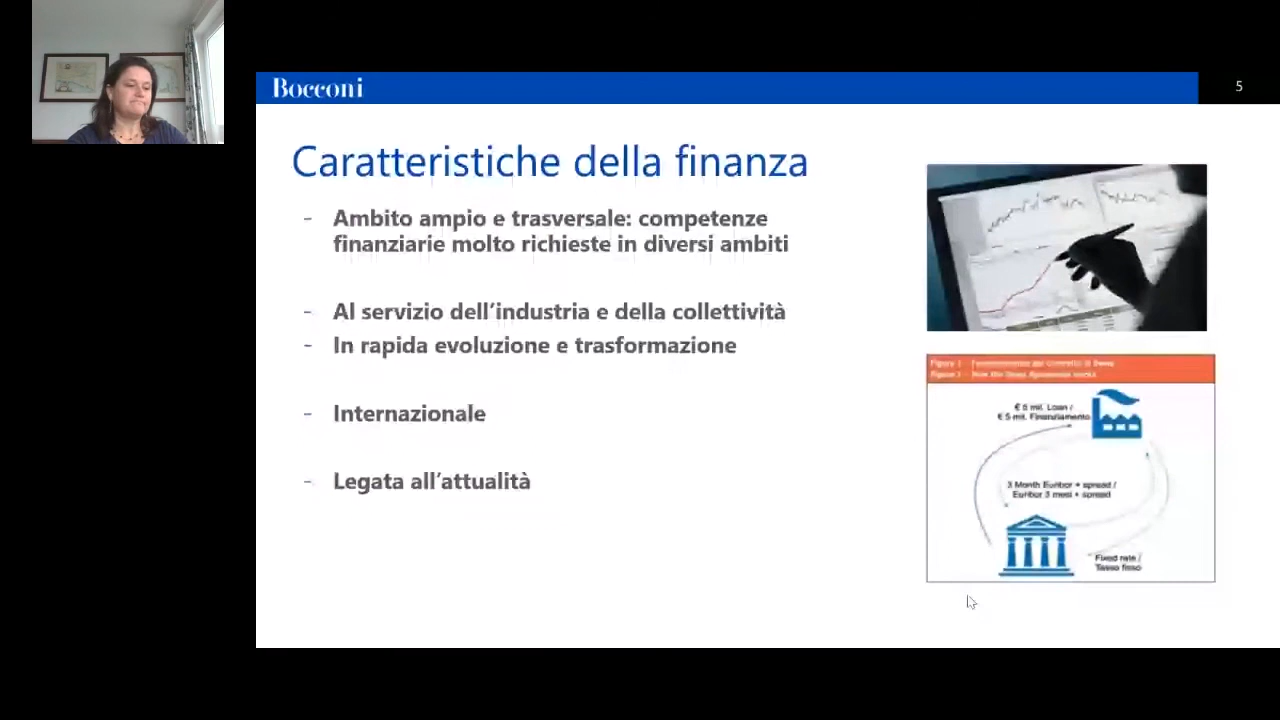 Bocconi
5
Caratteristiche della finanza
- Ambito ampio e trasversale: competenze
finanziarie molto richieste in diversi ambiti
- Al servizio dell’industria e della collettività
- In rapida evoluzione e trasformazione
- Internazionale
- Legata all’attualità
€ 5 mil. Loan /
€ 5 mil. Finanziamento
3 Month Euribor + spread /
Euribor 3 mesi + spread
Fixed rate /
Tasso fisso